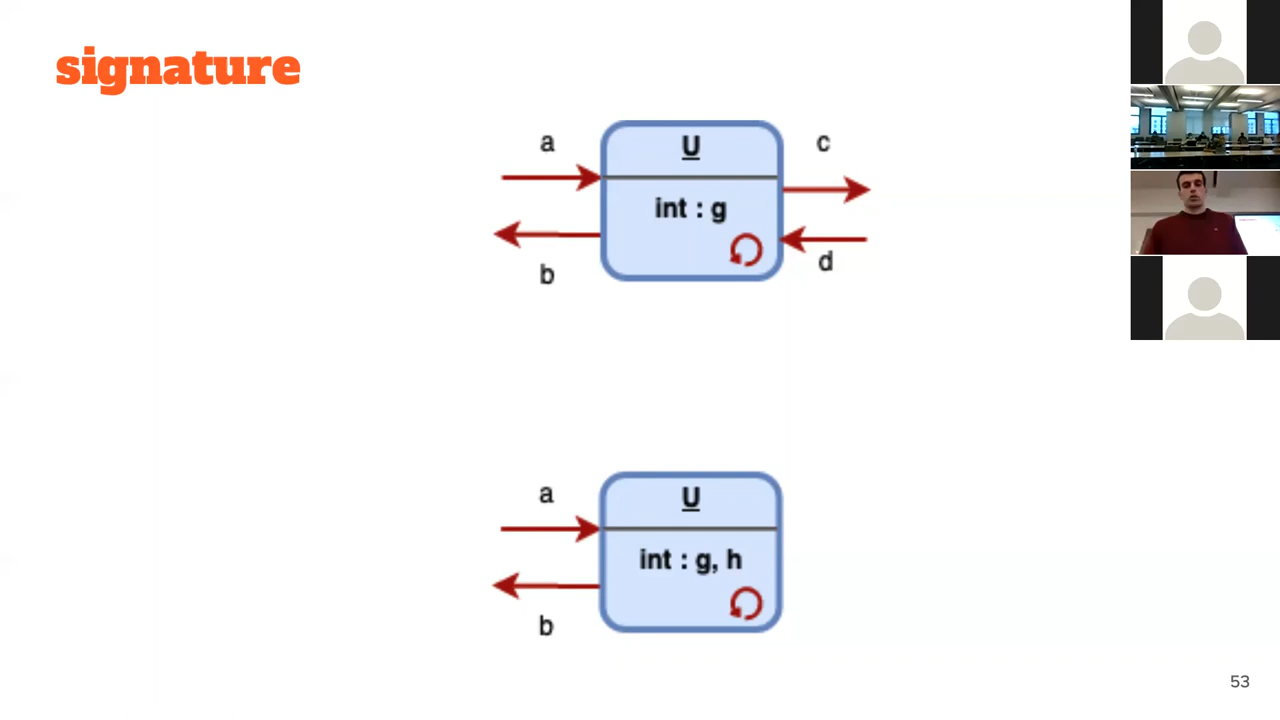 signature
a
U
c
int : g
b
d
a
U
int : g, h
b
53